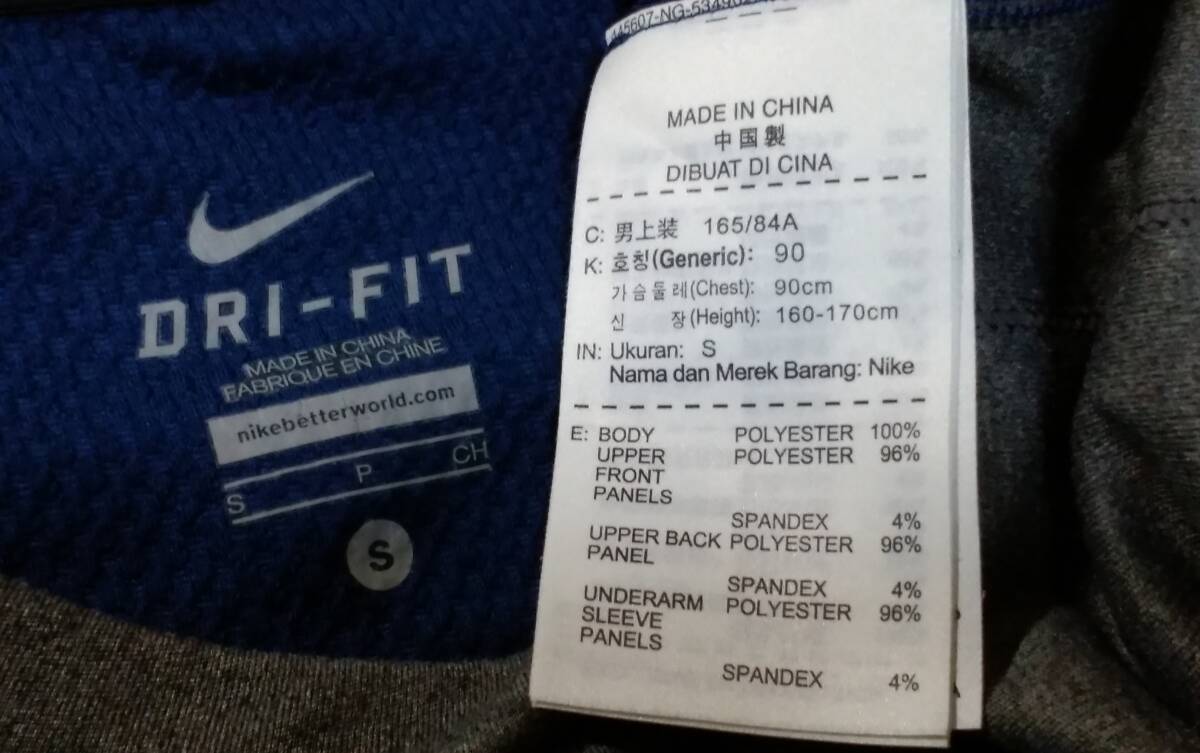 DRI-FIT
MADE IN CHINA
FABRIQUE EN CHINE
nikebetterworld.com
S P CH
S
MADE IN CHINA
中国製
DIBUAT DI CINA
C: 男上装 165/84A
K: 호칭(Generic): 90
가슴둘레(Chest): 90cm
신 장(Height): 160-170cm
IN: Ukuran: S
Nama dan Merek Barang: Nike
E: BODY POLYESTER 100%
UPPER POLYESTER 96%
FRONT
PANELS
SPANDEX 4%
UPPER BACK POLYESTER 96%
PANEL
SPANDEX 4%
UNDERARM POLYESTER 96%
SLEEVE
PANELS
SPANDEX 4%